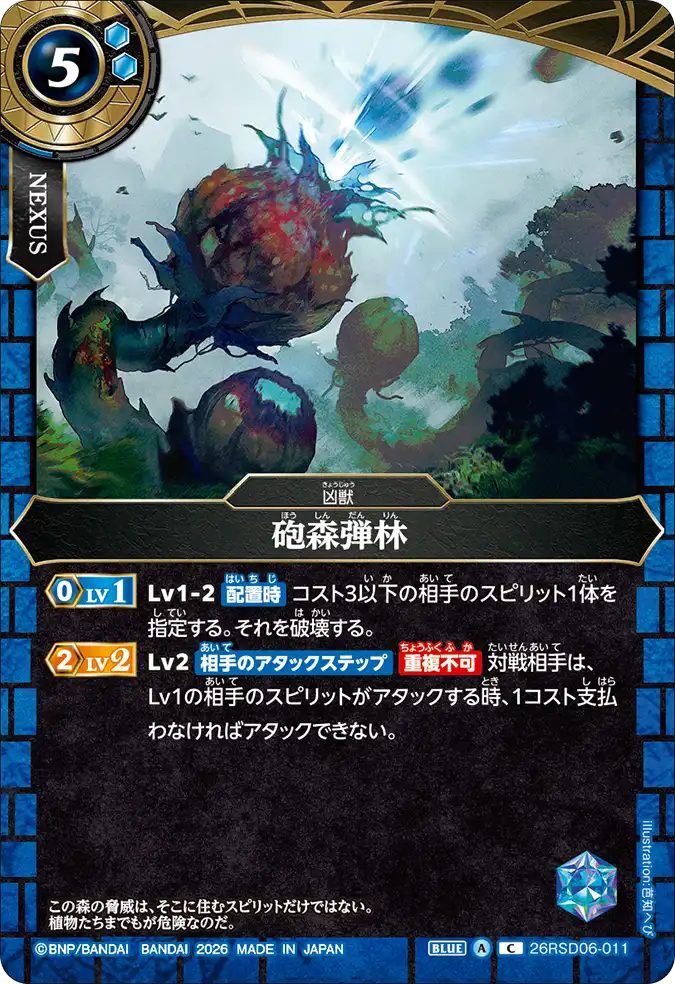 5
NEXUS
きょうじゅう
凶獣
ほう しん だん りん
砲森弾林
0 LV1 Lv1-2 配置時 コスト3以下の相手のスピリット1体を
指定する。それを破壊する。
2 LV2 Lv2 相手のアタックステップ 重複不可 対戦相手は、
Lv1の相手のスピリットがアタックする時、1コスト支払
わなければアタックできない。
この森の脅威は、そこに住むスピリットだけではない。
植物たちまでもが危険なのだ。
illustration:芭知へび
©BNP/BANDAI BANDAI 2026 MADE IN JAPAN BLUE A C 26RSD06-011